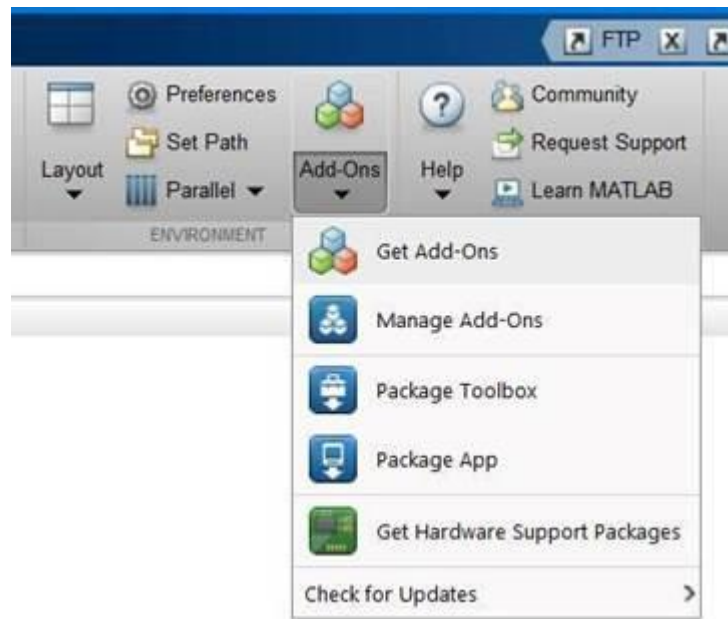 FTP
Preferences
Set Path
Layout
Parallel
Add-Ons
Help
Community
Request Support
Learn MATLAB
ENVIRONMENT
Get Add-Ons
Manage Add-Ons
Package Toolbox
Package App
Get Hardware Support Packages
Check for Updates